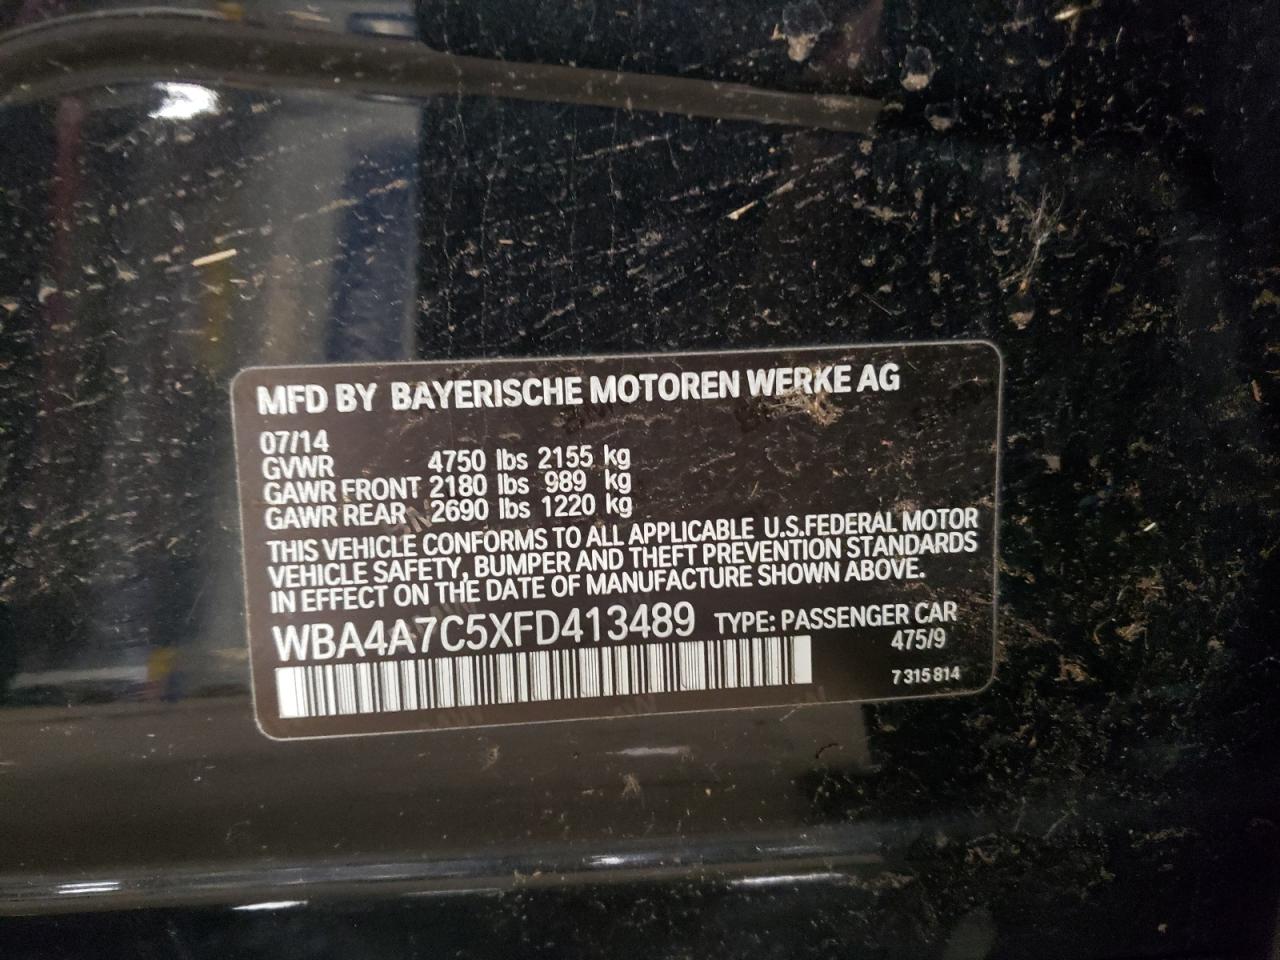 MFD BY BAYERISCHE MOTOREN WERKE AG
07/14
GVWR 4750 lbs 2155 kg
GAWR FRONT 2180 lbs 989 kg
GAWR REAR 2690 lbs 1220 kg
THIS VEHICLE CONFORMS TO ALL APPLICABLE U.S.FEDERAL MOTOR
VEHICLE SAFETY, BUMPER AND THEFT PREVENTION STANDARDS
IN EFFECT ON THE DATE OF MANUFACTURE SHOWN ABOVE.
WBA4A7C5XFD413489 TYPE: PASSENGER CAR
475/9
7 315 814